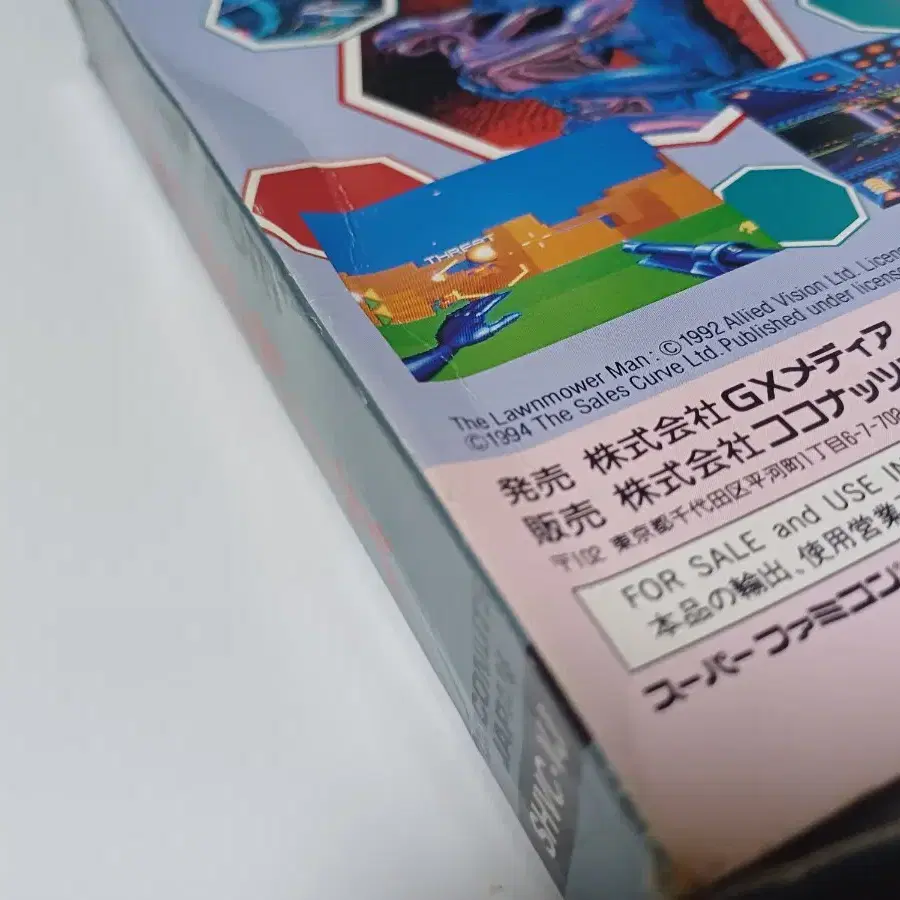 THREAT
The Lawnmower Man : ©1992 Allied Vision Ltd.
©1994 The Sales Curve Ltd. Published under license
発売 株式会社GXメディア
販売 株式会社ココナッツ
〒102 東京都千代田区平河町1丁目6-7-702
FOR SALE and USE IN
本品の輸出、使用営業
スーパーファミコン
SHVC-